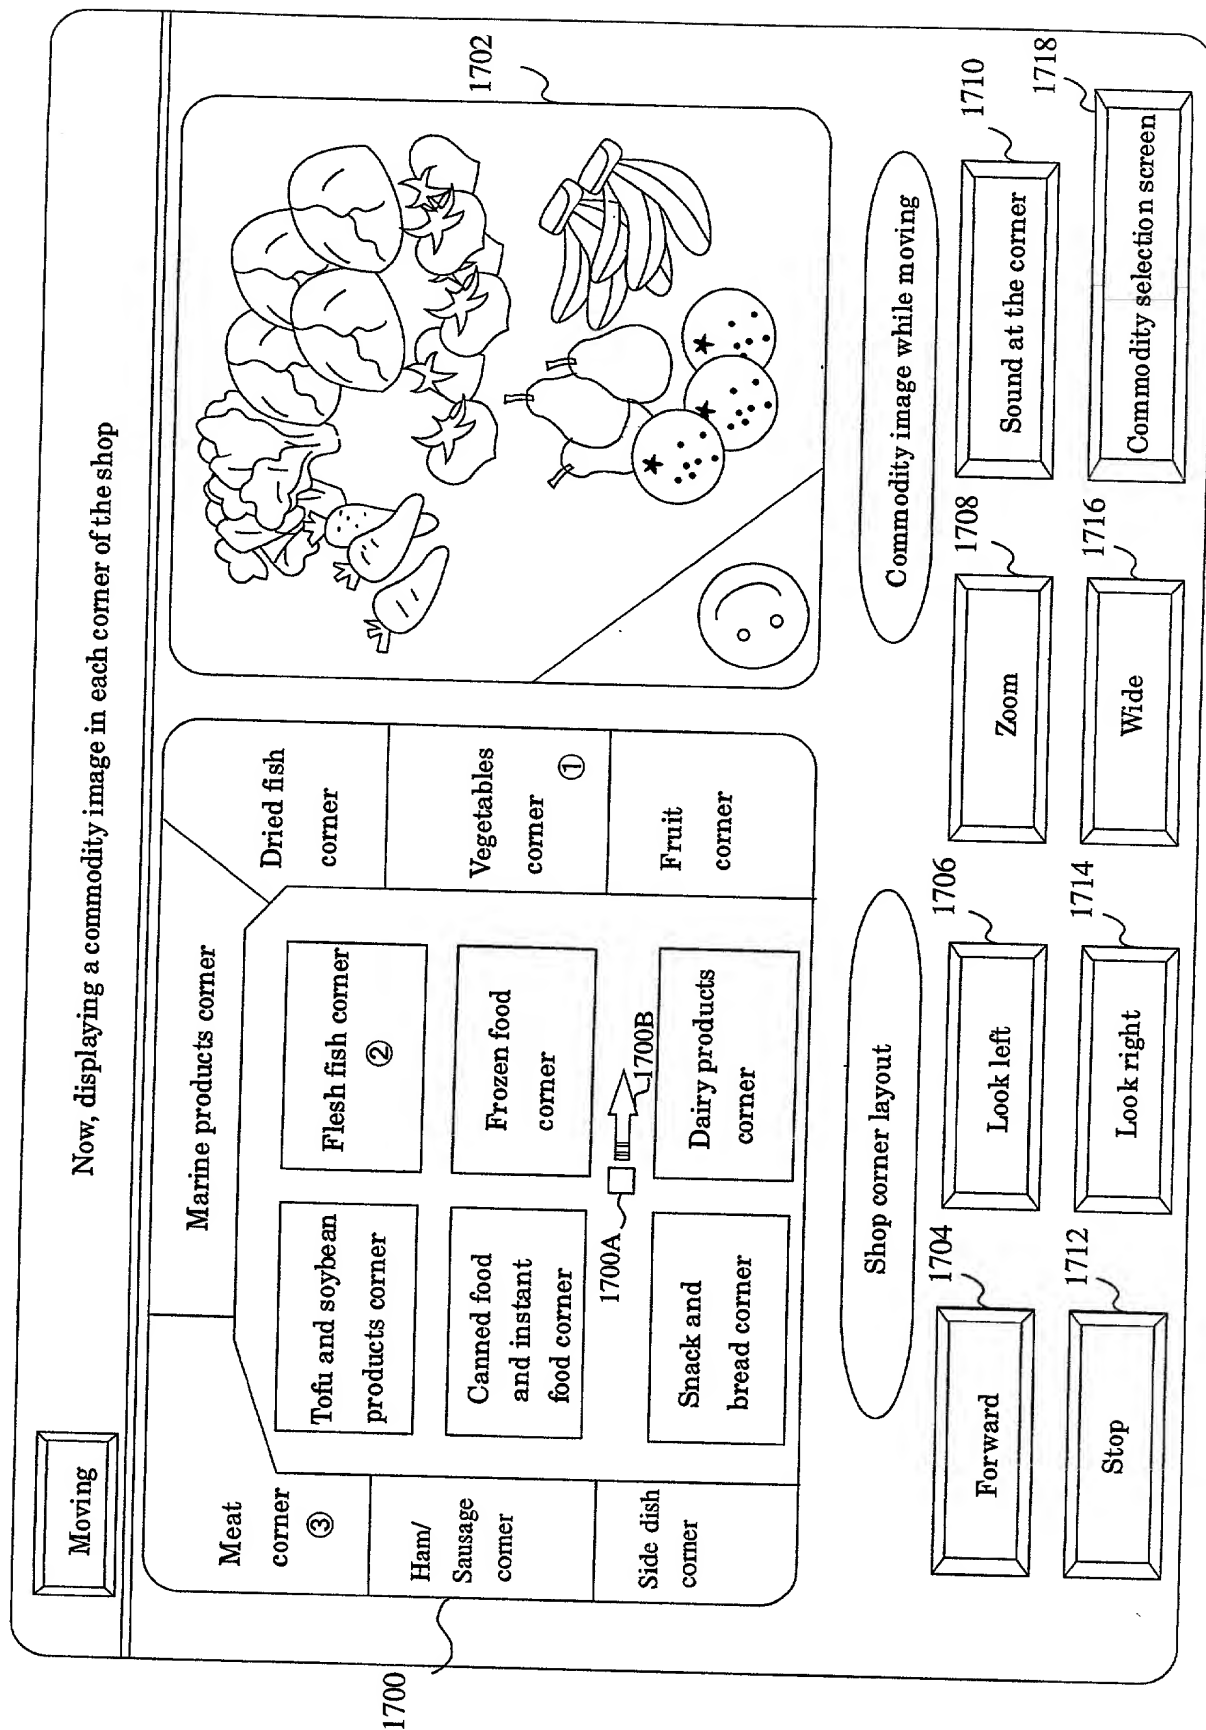 Moving
Now, displaying a commodity image in each corner of the shop
Meat
corner
③
Marine products corner
Dried fish
corner
Ham/
Sausage
corner
Tofu and soybean
products corner
Flesh fish corner
②
Vegetables
corner
①
Canned food
and instant
food corner
Frozen food
corner
Side dish
corner
Fruit
corner
1700A
1700B
Snack and
bread corner
Dairy products
corner
1700
1702
Shop corner layout
Commodity image while moving
Forward
1704
Look left
1706
Zoom
1708
Sound at the corner
1710
Stop
1712
Look right
1714
Wide
1716
Commodity selection screen
1718